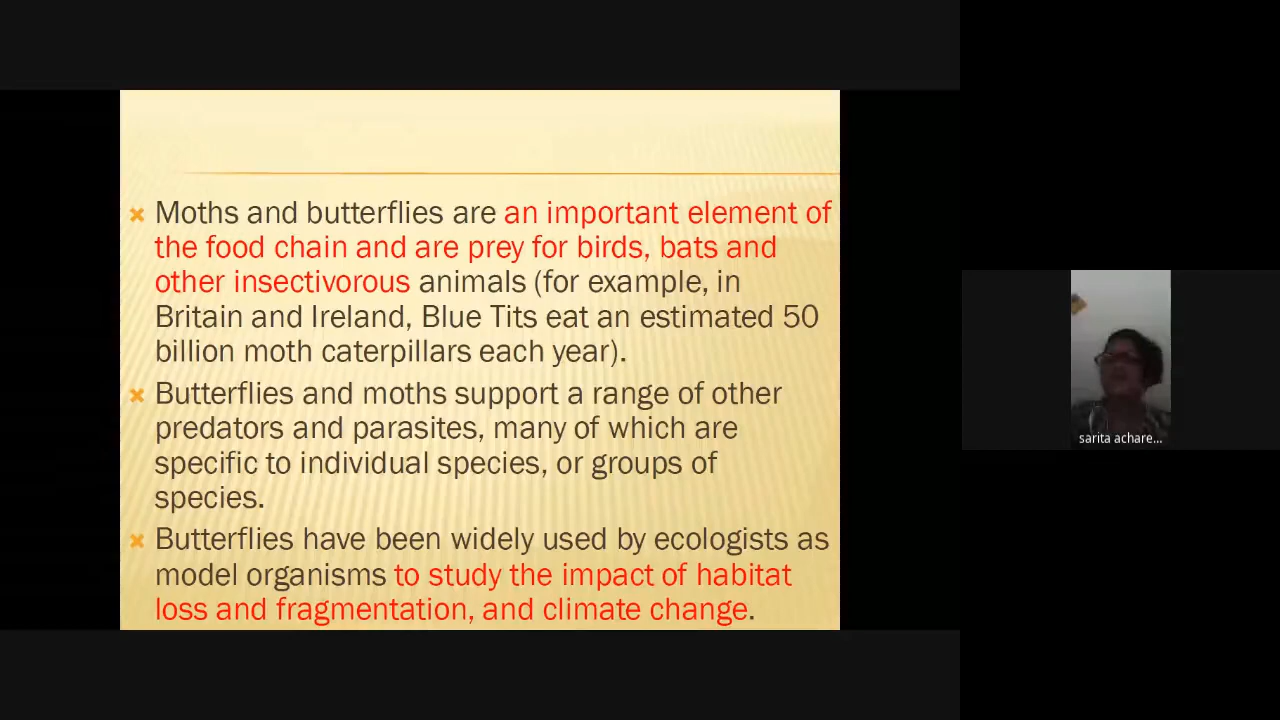 Moths and butterflies are an important element of
the food chain and are prey for birds, bats and
other insectivorous animals (for example, in
Britain and Ireland, Blue Tits eat an estimated 50
billion moth caterpillars each year).
Butterflies and moths support a range of other
predators and parasites, many of which are
specific to individual species, or groups of
species.
Butterflies have been widely used by ecologists as
model organisms to study the impact of habitat
loss and fragmentation, and climate change.
sarita achare...